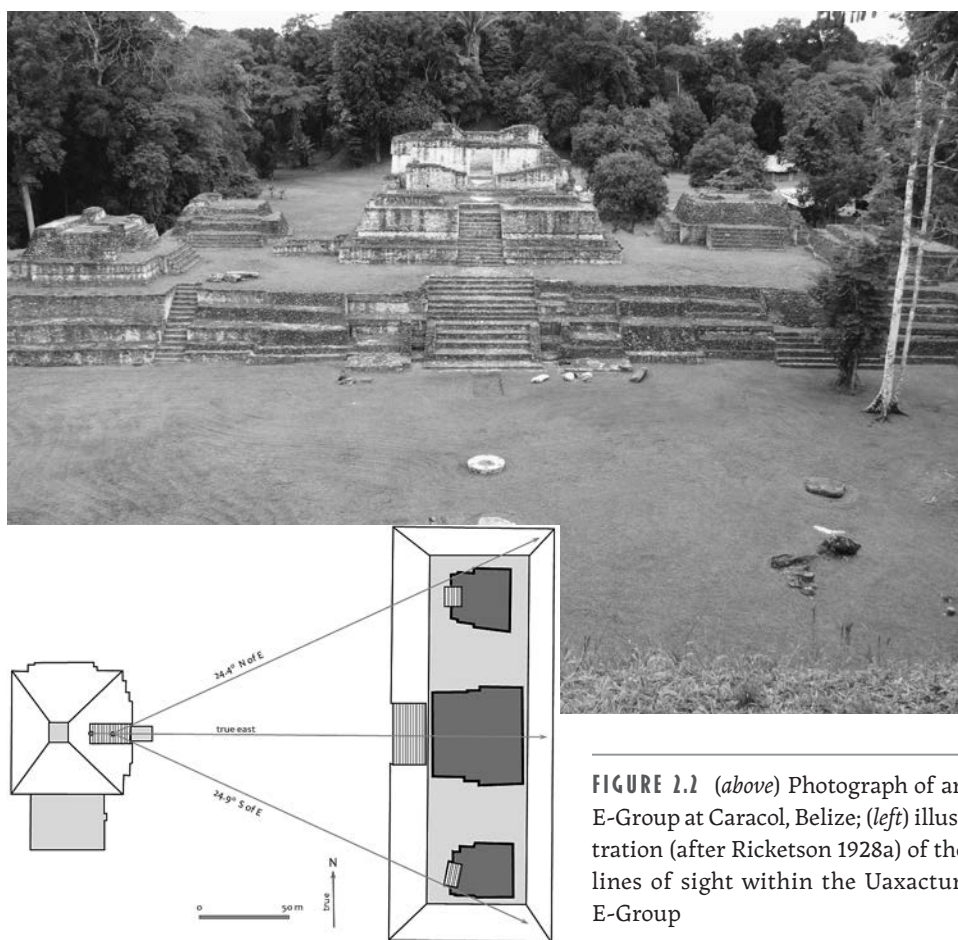 24.4° N of E
true east
24.9° S of E
N
true
0 50 m
FIGURE 2.2 (above) Photograph of an
E-Group at Caracol, Belize; (left) illus-
tration (after Ricketson 1928a) of the
lines of sight within the Uaxactun
E-Group